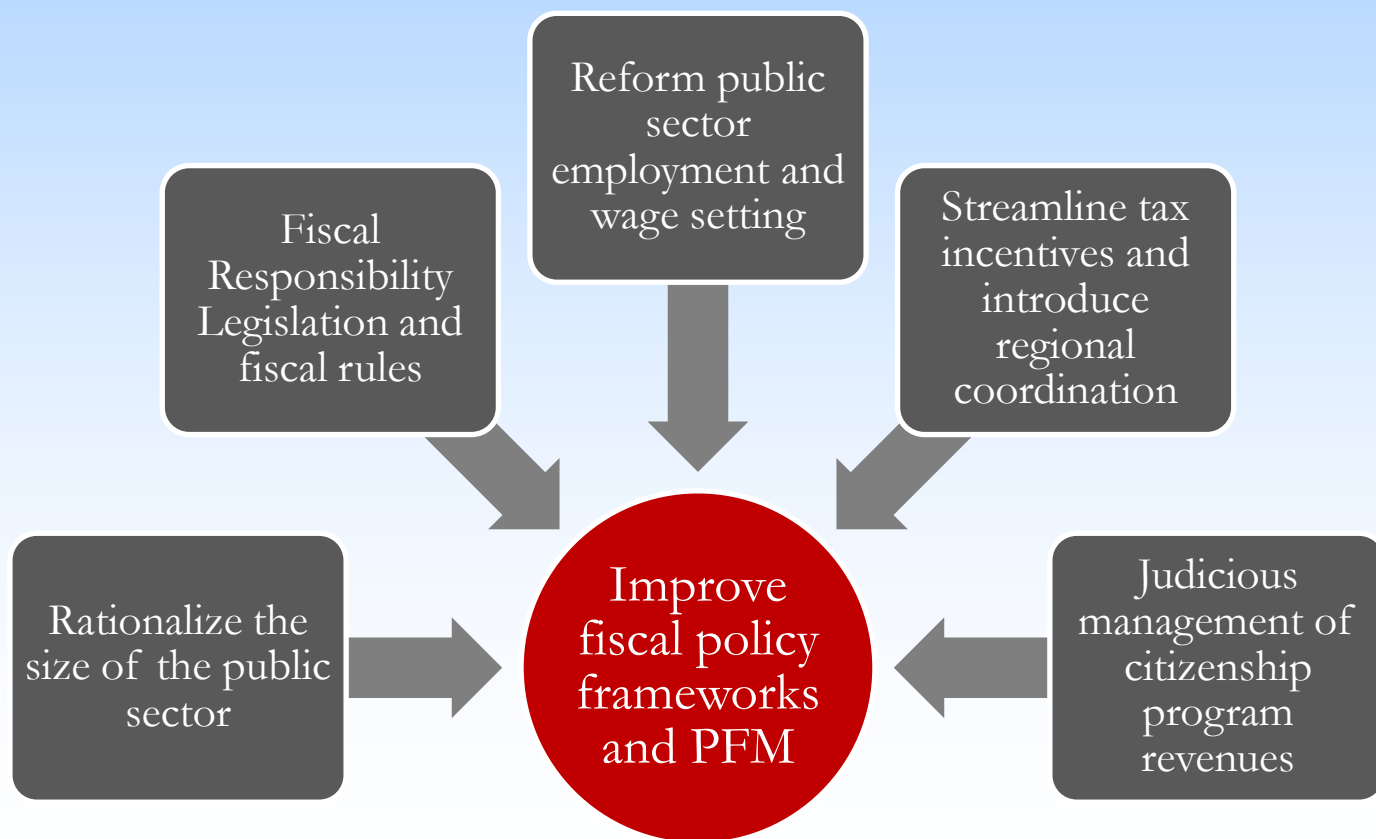 Reform public
sector
employment and
wage setting
Fiscal
Responsibility
Legislation and
fiscal rules
Streamline tax
incentives and
introduce
regional
coordination
Rationalize the
size of the public
sector
Improve
fiscal policy
frameworks
and PFM
Judicious
management of
citizenship
program
revenues